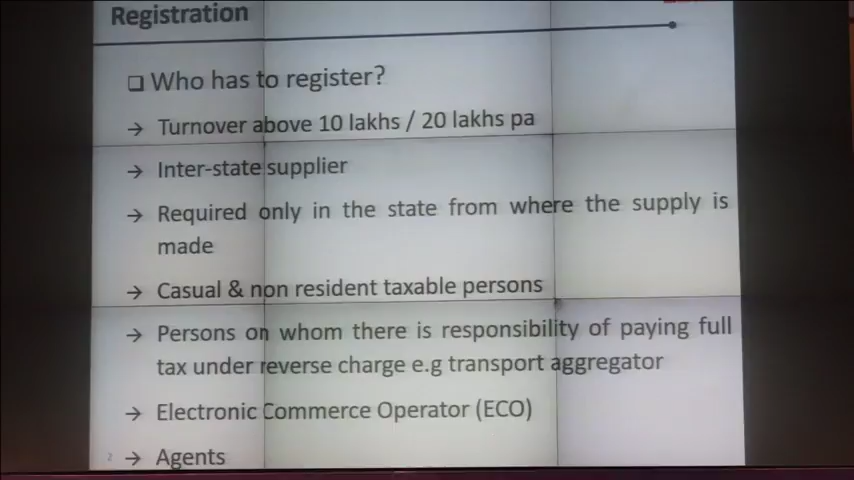 Registration
❑ Who has to register?
→ Turnover above 10 lakhs / 20 lakhs pa
→ Inter-state supplier
→ Required only in the state from where the supply is
made
→ Casual & non resident taxable persons
→ Persons on whom there is responsibility of paying full
tax under reverse charge e.g transport aggregator
→ Electronic Commerce Operator (ECO)
→ Agents
2